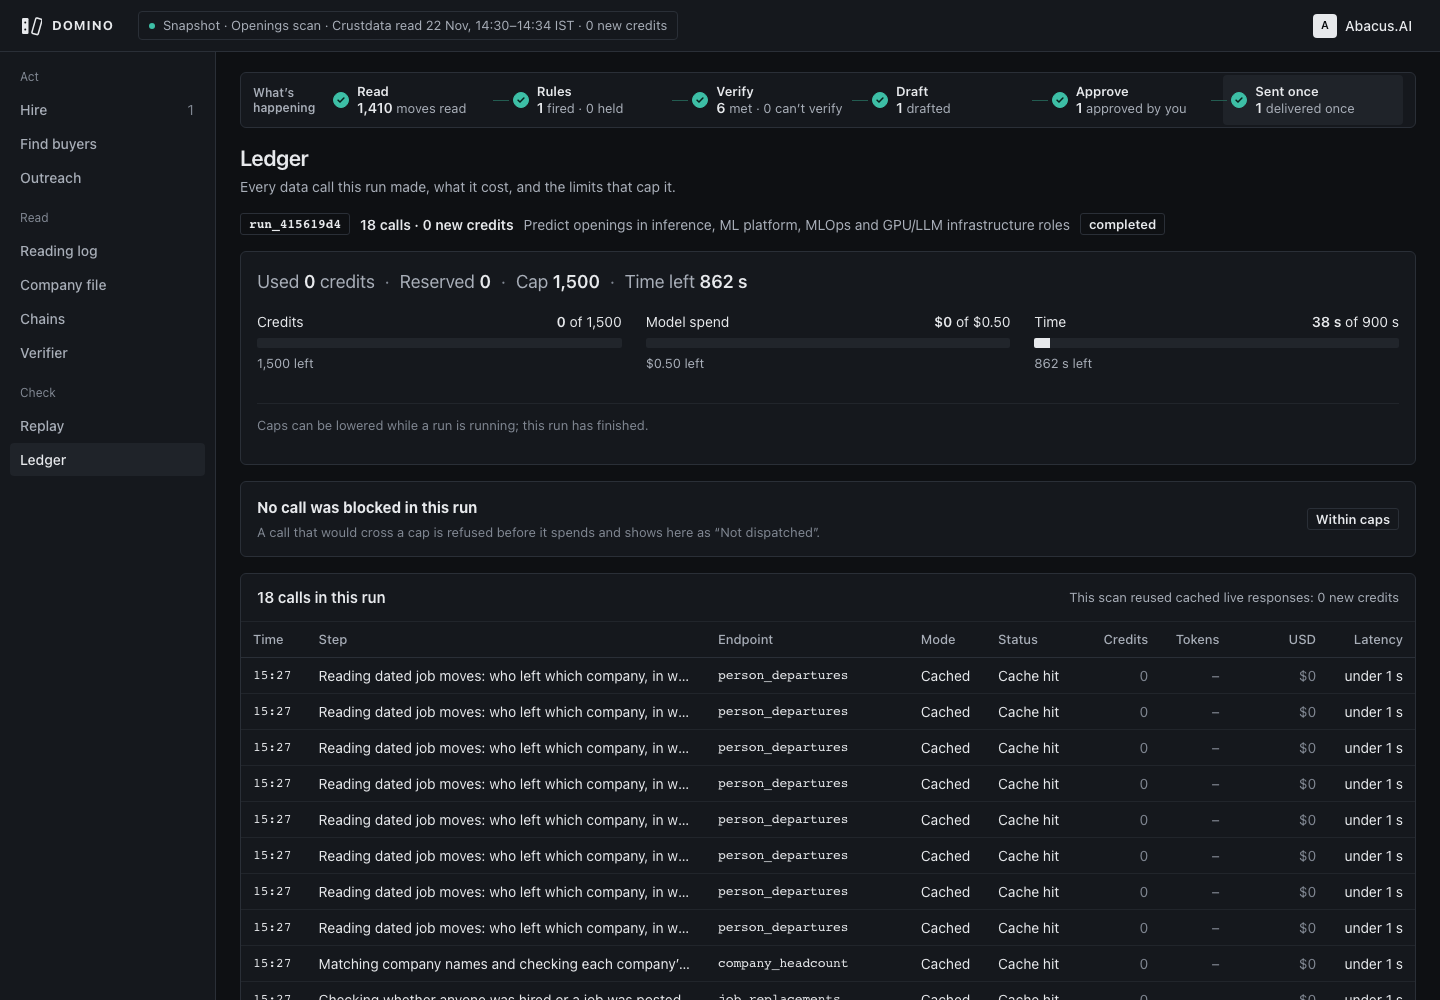 DOMINO
Snapshot · Openings scan · Crustdata read 22 Nov, 14:30–14:34 IST · 0 new credits
A
Abacus.AI
Act
Hire 1
Find buyers
Outreach
Read
Reading log
Company file
Chains
Verifier
Check
Replay
Ledger
What's
happening
Read
1,410 moves read
Rules
1 fired · 0 held
Verify
6 met · 0 can't verify
Draft
1 drafted
Approve
1 approved by you
Sent once
1 delivered once
Ledger
Every data call this run made, what it cost, and the limits that cap it.
run_415619d4 18 calls · 0 new credits Predict openings in inference, ML platform, MLOps and GPU/LLM infrastructure roles completed
Used 0 credits · Reserved 0 · Cap 1,500 · Time left 862 s
Credits 0 of 1,500
1,500 left
Model spend $0 of $0.50
$0.50 left
Time 38 s of 900 s
862 s left
Caps can be lowered while a run is running; this run has finished.
No call was blocked in this run
A call that would cross a cap is refused before it spends and shows here as “Not dispatched”.
Within caps
18 calls in this run
This scan reused cached live responses: 0 new credits
Time Step Endpoint Mode Status Credits Tokens USD Latency
15:27 Reading dated job moves: who left which company, in w... person_departures Cached Cache hit 0 – $0 under 1 s
15:27 Reading dated job moves: who left which company, in w... person_departures Cached Cache hit 0 – $0 under 1 s
15:27 Reading dated job moves: who left which company, in w... person_departures Cached Cache hit 0 – $0 under 1 s
15:27 Reading dated job moves: who left which company, in w... person_departures Cached Cache hit 0 – $0 under 1 s
15:27 Reading dated job moves: who left which company, in w... person_departures Cached Cache hit 0 – $0 under 1 s
15:27 Reading dated job moves: who left which company, in w... person_departures Cached Cache hit 0 – $0 under 1 s
15:27 Reading dated job moves: who left which company, in w... person_departures Cached Cache hit 0 – $0 under 1 s
15:27 Reading dated job moves: who left which company, in w... person_departures Cached Cache hit 0 – $0 under 1 s
15:27 Matching company names and checking each company'... company_headcount Cached Cache hit 0 – $0 under 1 s
15:27 Checking whether anyone was hired or a job was posted job_replacements Cached Cache hit 0 – $0 under 1 s